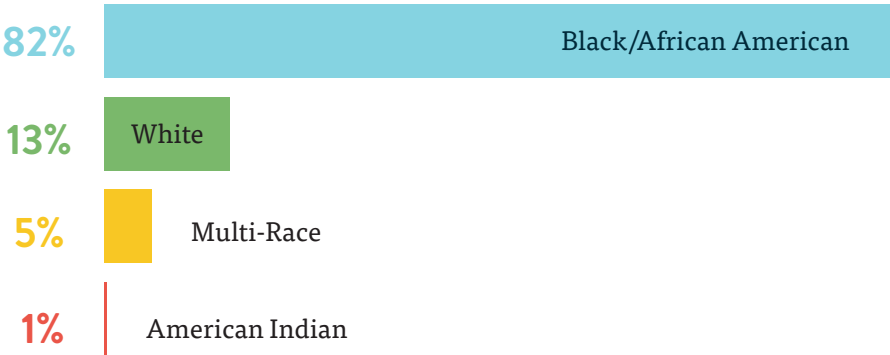 82% Black/African American
13% White
5% Multi-Race
1% American Indian